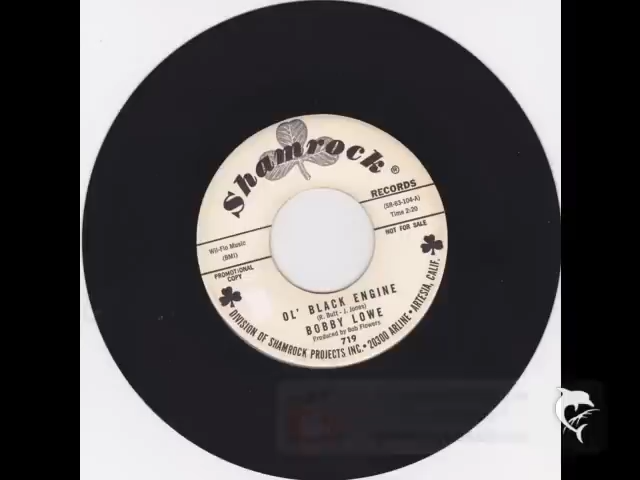 Shamrock®
RECORDS
(SR-63-104-A)
Time 2:20
Wil-Flo Music
(BMI)
NOT FOR SALE
PROMOTIONAL
COPY
OL' BLACK ENGINE
(R. Butt - J. Jones)
BOBBY LOWE
Produced by Bob Flowers
719
DIVISION OF SHAMROCK PROJECTS INC. • 20300 ARLINE • ARTESIA, CALIF.